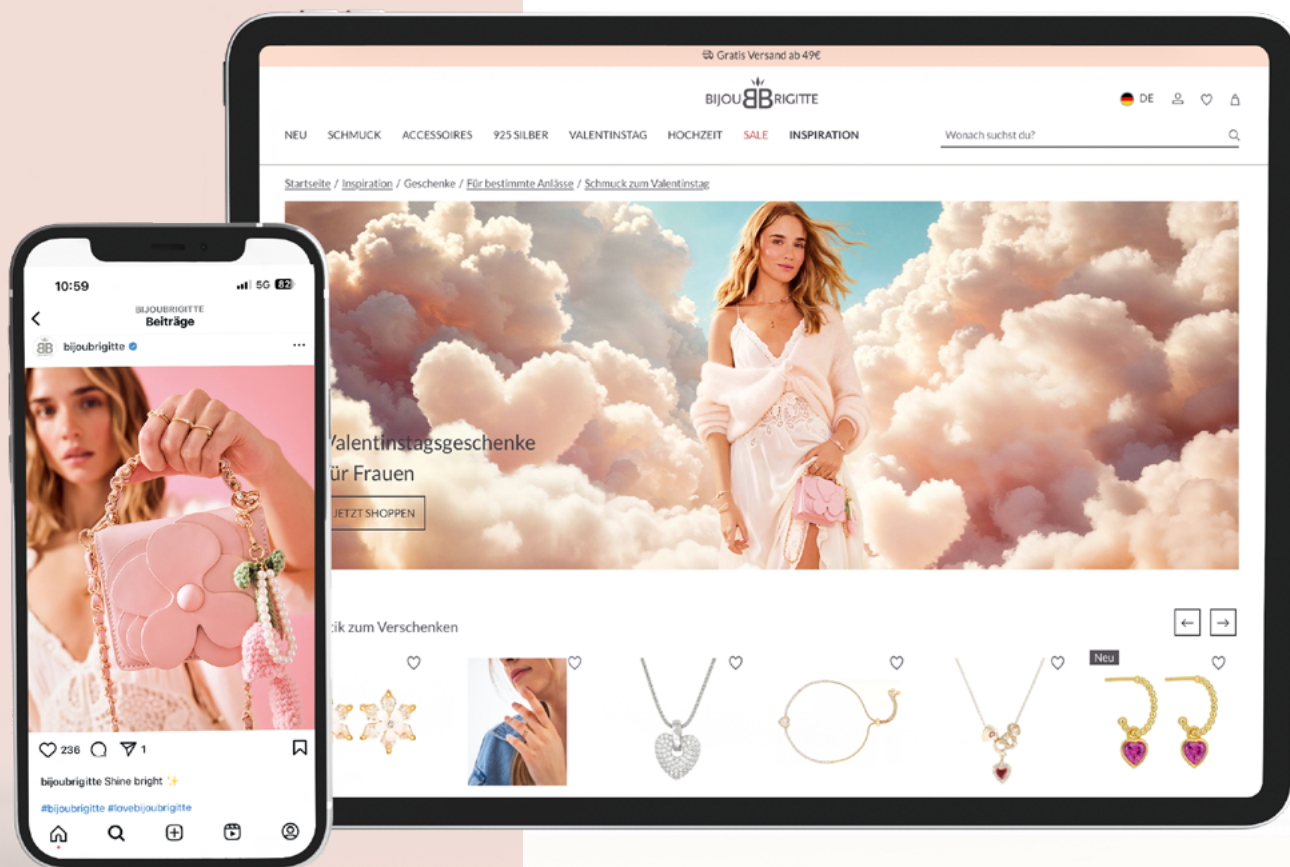 Gratis Versand ab 49€
BIJOU BRIGITTE
DE
NEU SCHMUCK ACCESSOIRES 925 SILBER VALENTINSTAG HOCHZEIT SALE INSPIRATION
Wonach suchst du?
Startseite / Inspiration / Geschenke / Für bestimmte Anlässe / Schmuck zum Valentinstag
Valentinstagsgeschenke
für Frauen
JETZT SHOPPEN
zum Verschenken
Neu
10:59
5G 82
BIJOUBRIGITTE
Beiträge
BB bijoubrigitte
236
1
bijoubrigitte Shine bright ✨
#bijoubrigitte #lovebijoubrigitte